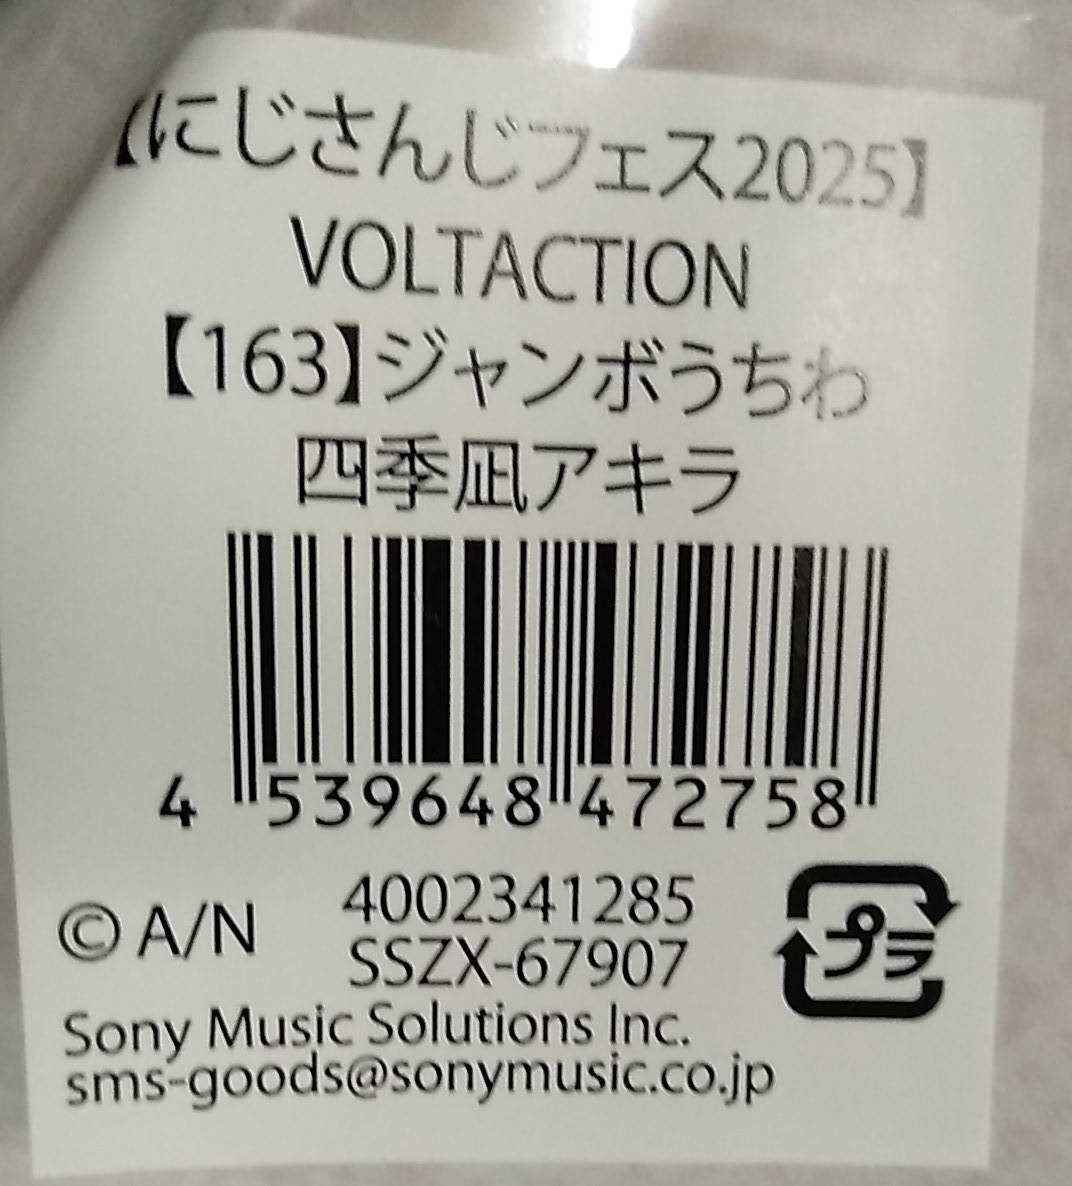 【にじさんじフェス2025】
VOLTACTION
【163】ジャンボうちわ
四季凪アキラ
4 539648 472758
© A/N
4002341285
SSZX-67907
プラ
Sony Music Solutions Inc.
sms-goods@sonymusic.co.jp